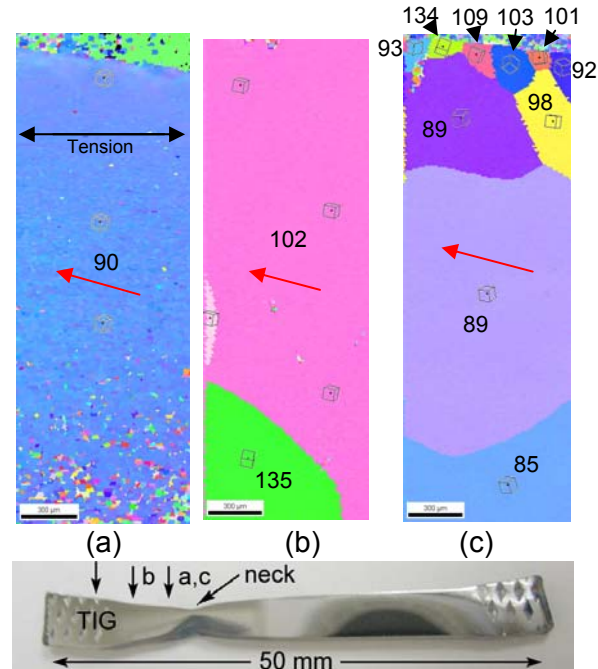 134 109 103 101
93
92
98
89
Tension
102
90
89
85
135
300 µm
300 µm
300 µm
(a) (b) (c)
b a,c neck
TIG
50 mm